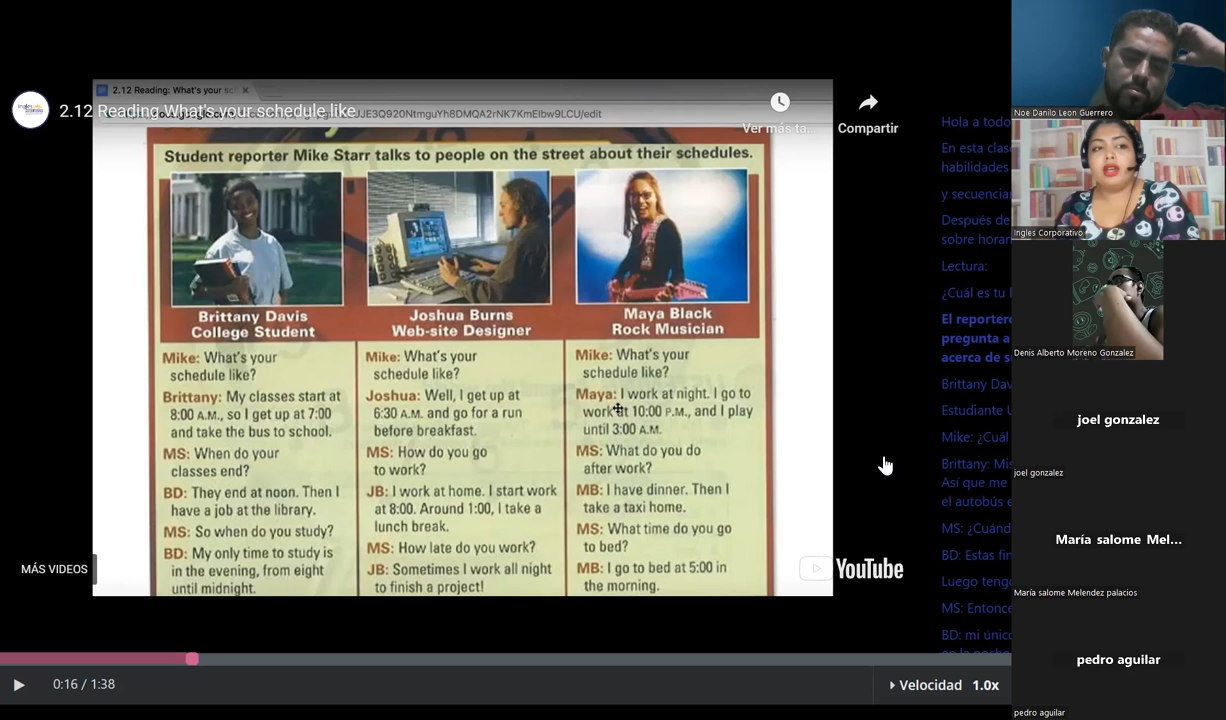 2.12 Reading: What's your sc
2.12 Reading What's your schedule like
JJE3Q920NtmguYh8DMQA2rNK7KmEIbw9LCU/edit
Ver más ta...
Compartir
Student reporter Mike Starr talks to people on the street about their schedules.
Brittany Davis
College Student
Mike: What's your
schedule like?
Brittany: My classes start at
8:00 A.M., so I get up at 7:00
and take the bus to school.
MS: When do your
classes end?
BD: They end at noon. Then I
have a job at the library.
MS: So when do you study?
BD: My only time to study is
in the evening, from eight
until midnight.
Joshua Burns
Web-site Designer
Mike: What's your
schedule like?
Joshua: Well, I get up at
6:30 A.M. and go for a run
before breakfast.
MS: How do you go
to work?
JB: I work at home. I start work
at 8:00. Around 1:00, I take a
lunch break.
MS: How late do you work?
JB: Sometimes I work all night
to finish a project!
Maya Black
Rock Musician
Mike: What's your
schedule like?
Maya: I work at night. I go to
work at 10:00 P.M., and I play
until 3:00 A.M.
MS: What do you do
after work?
MB: I have dinner. Then I
take a taxi home.
MS: What time do you go
to bed?
MB: I go to bed at 5:00 in
the morning.
MÁS VIDEOS
YouTube
0:16 / 1:38
Velocidad 1.0x
Hola a todo
En esta clas
habilidades
y secuencia
Después de
sobre horar
Lectura:
¿Cuál es tu
El reporter
pregunta a
acerca de s
Brittany Dav
Estudiante U
Mike: ¿Cuál
Brittany: Mis
Así que me
el autobús e
MS: ¿Cuánd
BD: Estas fin
Luego teng
MS: Entonce
BD: mi únic
Noe Danilo Leon Guerrero
Ingles Corporativo
Denis Alberto Moreno Gonzalez
joel gonzalez
joel gonzalez
María salome Mel...
María salome Melendez palacios
pedro aguilar
pedro aguilar